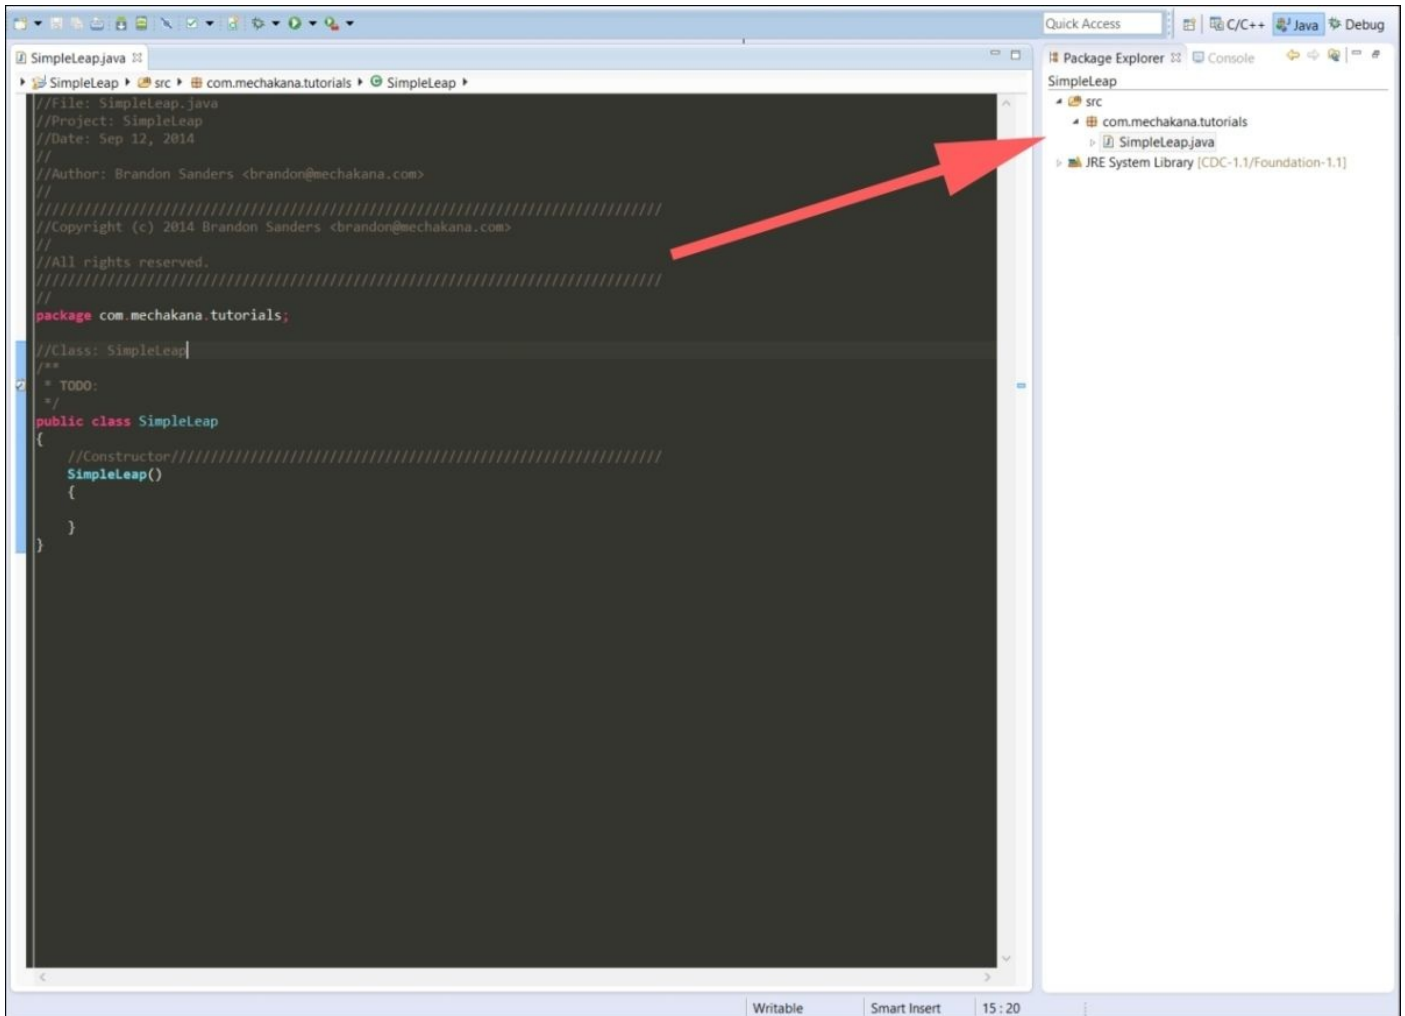 Quick Access
C/C++
Java
Debug
SimpleLeap.java
SimpleLeap src com.mechakana.tutorials SimpleLeap
//File: SimpleLeap.java
//Project: SimpleLeap
//Date: Sep 12, 2014
//
//Author: Brandon Sanders <brandon@mechakana.com>
//
////////////////////////////////////////////////////////////////////////////////
//Copyright (c) 2014 Brandon Sanders <brandon@mechakana.com>
//
//All rights reserved.
////////////////////////////////////////////////////////////////////////////////
//
package com.mechakana.tutorials;
//Class: SimpleLeap
/**
* TODO:
*/
public class SimpleLeap
{
//Constructor///////////////////////////////////////////////////////////////
SimpleLeap()
{
}
}
Package Explorer
Console
SimpleLeap
src
com.mechakana.tutorials
SimpleLeap.java
JRE System Library [CDC-1.1/Foundation-1.1]
Writable
Smart Insert
15 : 20